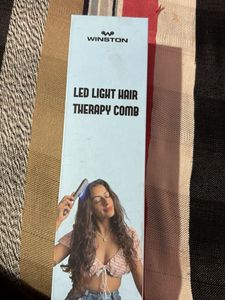 WINSTON
LED LIGHT HAIR
THERAPY COMB